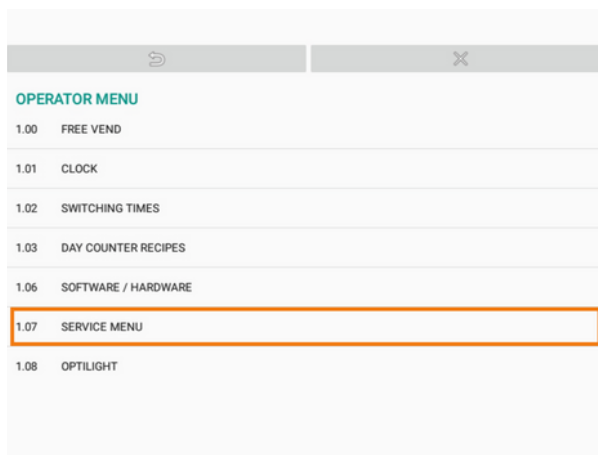 OPERATOR MENU
1.00 FREE VEND
1.01 CLOCK
1.02 SWITCHING TIMES
1.03 DAY COUNTER RECIPES
1.06 SOFTWARE / HARDWARE
1.07 SERVICE MENU
1.08 OPTILIGHT